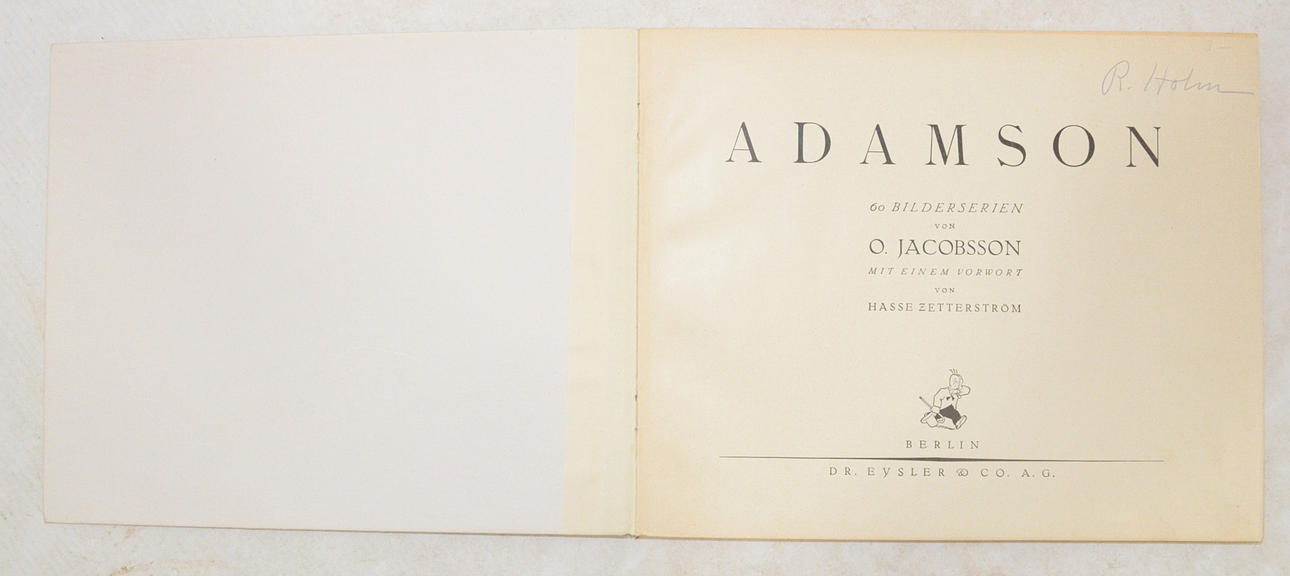 R. Holm
ADAMSON
60 BILDERSERIEN
VON
O. JACOBSSON
MIT EINEM VORWORT
VON
HASSE ZETTERSTRÖM
BERLIN
DR. EYSLER & CO. A. G.